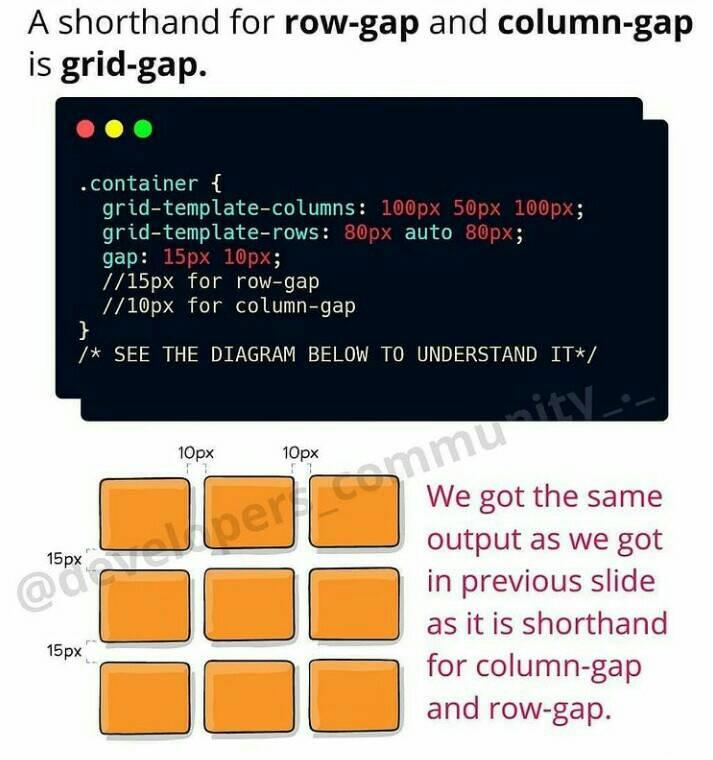 A shorthand for row-gap and column-gap
is grid-gap.
.container {
grid-template-columns: 100px 50px 100px;
grid-template-rows: 80px auto 80px;
gap: 15px 10px;
//15px for row-gap
//10px for column-gap
}
/* SEE THE DIAGRAM BELOW TO UNDERSTAND IT*/
10px 10px
15px
15px
We got the same
output as we got
in previous slide
as it is shorthand
for column-gap
and row-gap.
@developers_community_._